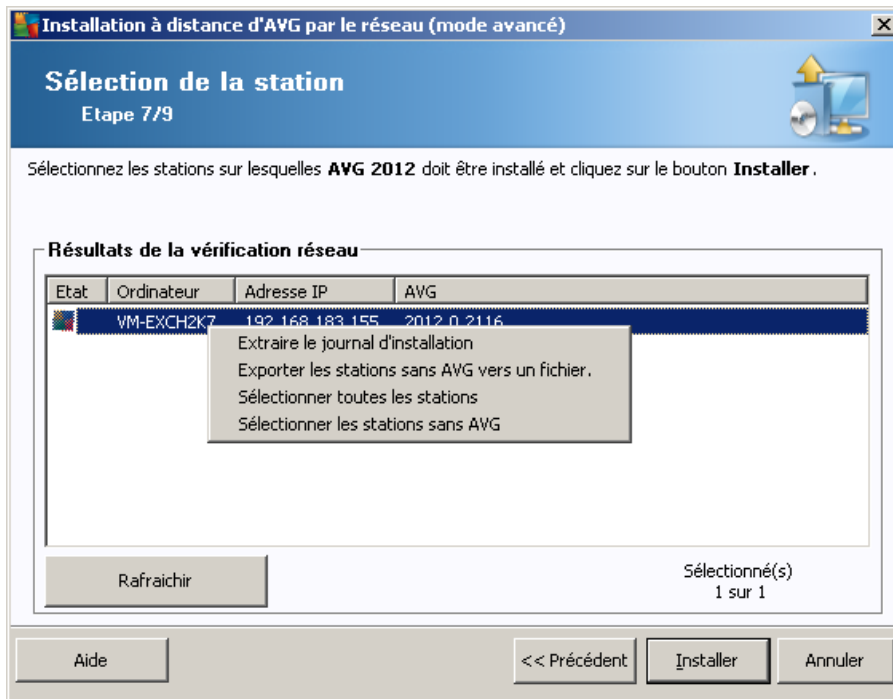 Installation à distance d'AVG par le réseau (mode avancé)
Sélection de la station
Etape 7/9
Sélectionnez les stations sur lesquelles AVG 2012 doit être installé et cliquez sur le bouton Installer.
Résultats de la vérification réseau
Etat Ordinateur Adresse IP AVG
VM-EXCH2K7 192.168.183.155 2012.0.2116
Extraire le journal d'installation
Exporter les stations sans AVG vers un fichier.
Sélectionner toutes les stations
Sélectionner les stations sans AVG
Rafraichir
Sélectionné(s)
1 sur 1
Aide << Précédent Installer Annuler